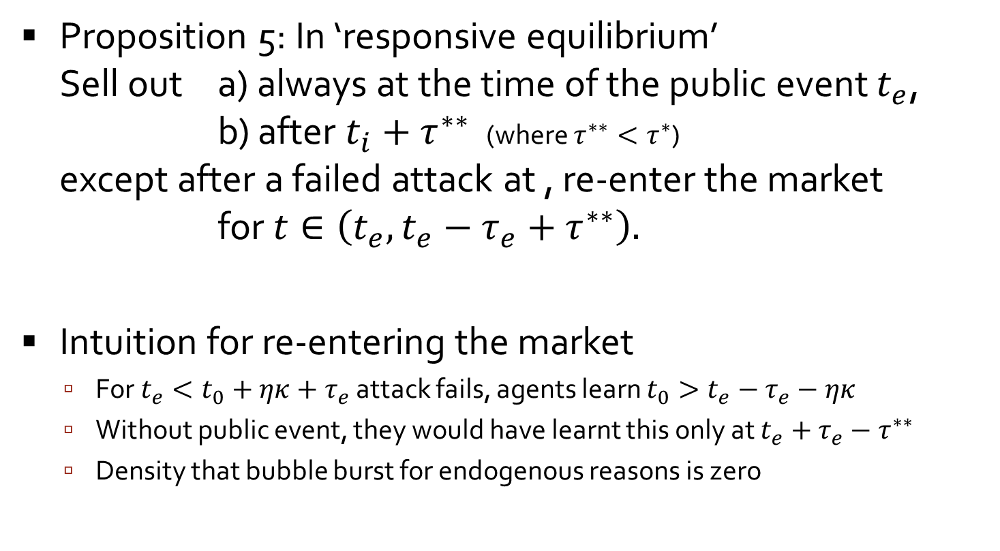 ▪ Proposition 5: In ‘responsive equilibrium’
Sell out a) always at the time of the public event $t_e$,
b) after $t_i + \tau^{**}$ (where $\tau^{**} < \tau^*$)
except after a failed attack at , re-enter the market
for $t \in (t_e, t_e - \tau_e + \tau^{**})$.
▪ Intuition for re-entering the market
▫ For $t_e < t_0 + \eta\kappa + \tau_e$ attack fails, agents learn $t_0 > t_e - \tau_e - \eta\kappa$
▫ Without public event, they would have learnt this only at $t_e + \tau_e - \tau^{**}$
▫ Density that bubble burst for endogenous reasons is zero